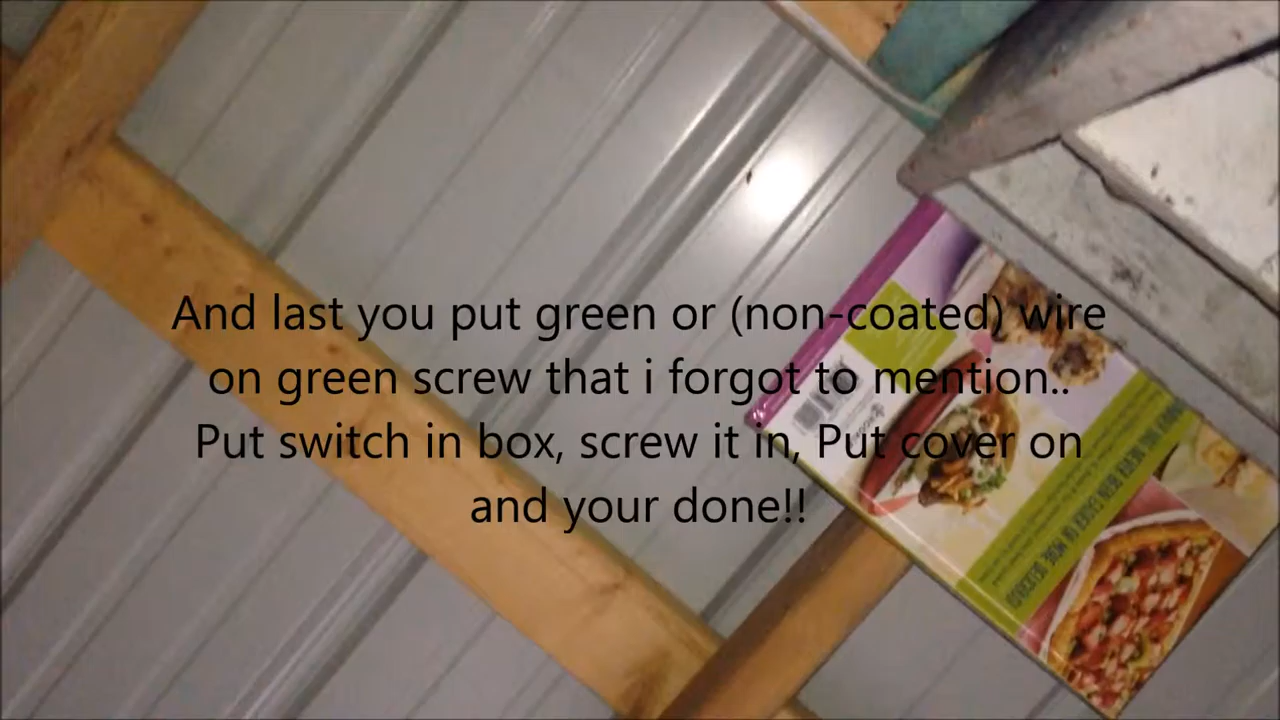 And last you put green or (non-coated) wire
on green screw that i forgot to mention..
Put switch in box, screw it in, Put cover on
and your done!!